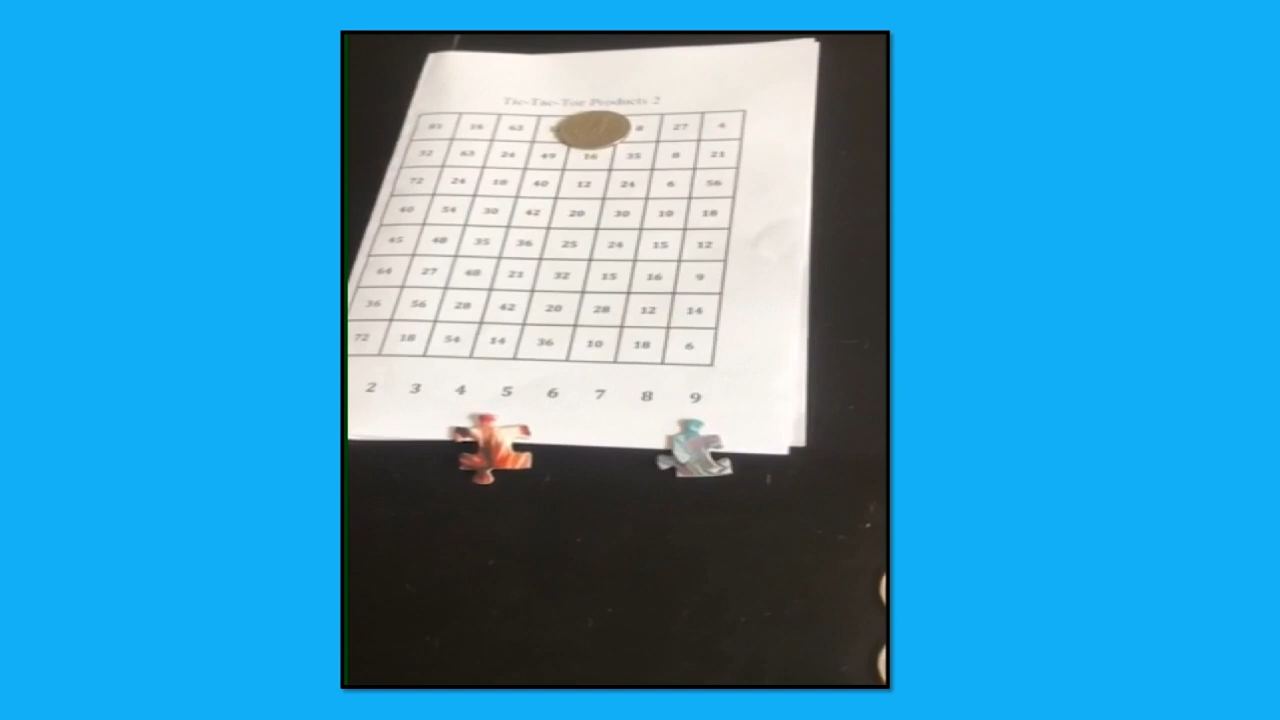 Tic-Tac-Toe Products 2
81 16 63 8 27 4
32 63 24 49 16 35 8 21
72 24 18 40 12 24 6 56
40 54 30 42 20 30 10 18
45 48 35 36 25 24 15 12
64 27 48 21 32 15 16 9
36 56 28 42 20 28 12 14
72 18 54 14 36 10 18 6
2 3 4 5 6 7 8 9